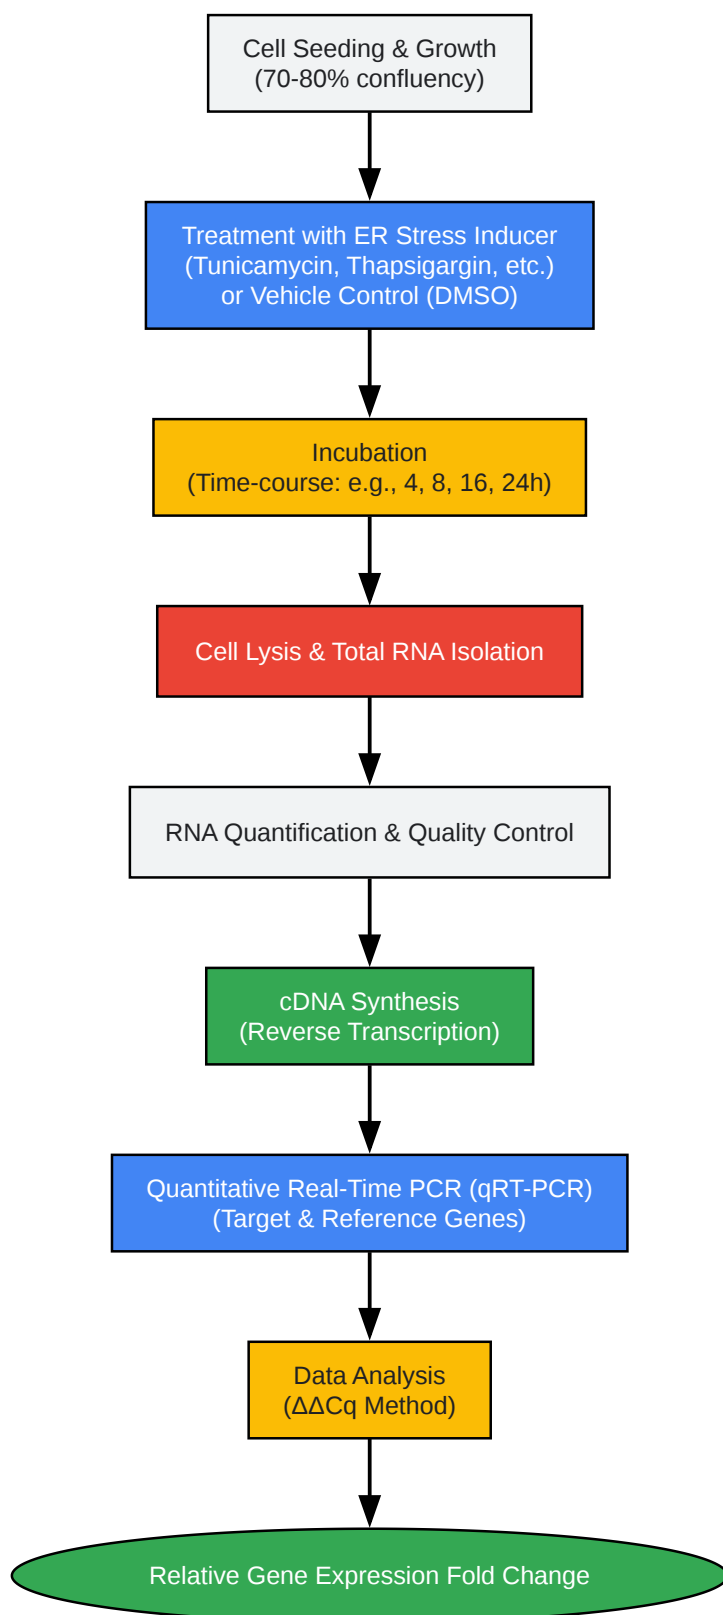 Cell Seeding & Growth
(70-80% confluency)
Treatment with ER Stress Inducer
(Tunicamycin, Thapsigargin, etc.)
or Vehicle Control (DMSO)
Incubation
(Time-course: e.g., 4, 8, 16, 24h)
Cell Lysis & Total RNA Isolation
RNA Quantification & Quality Control
cDNA Synthesis
(Reverse Transcription)
Quantitative Real-Time PCR (qRT-PCR)
(Target & Reference Genes)
Data Analysis
(ΔΔCq Method)
Relative Gene Expression Fold Change